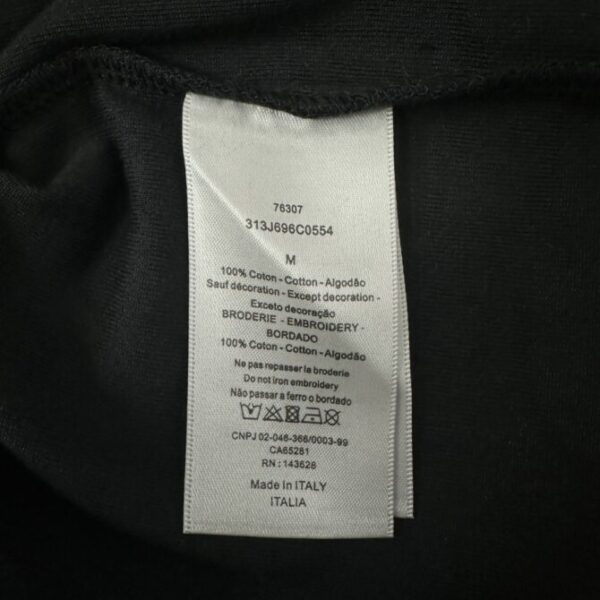 76307
313J696C0554
M
100% Coton - Cotton - Algodão
Sauf décoration - Except decoration -
Exceto decoração
BRODERIE - EMBROIDERY -
BORDADO
100% Coton - Cotton - Algodão
Ne pas repasser la broderie
Do not iron embroidery
Não passar a ferro o bordado
CNPJ 02-046-366/0003-99
CA65281
RN : 143628
Made in ITALY
ITALIA